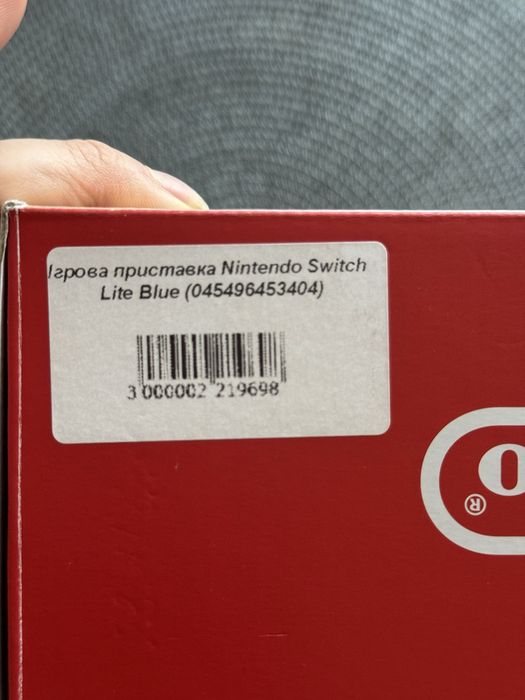 Ігрова приставка Nintendo Switch
Lite Blue (045496453404)
3 000002 219698
®